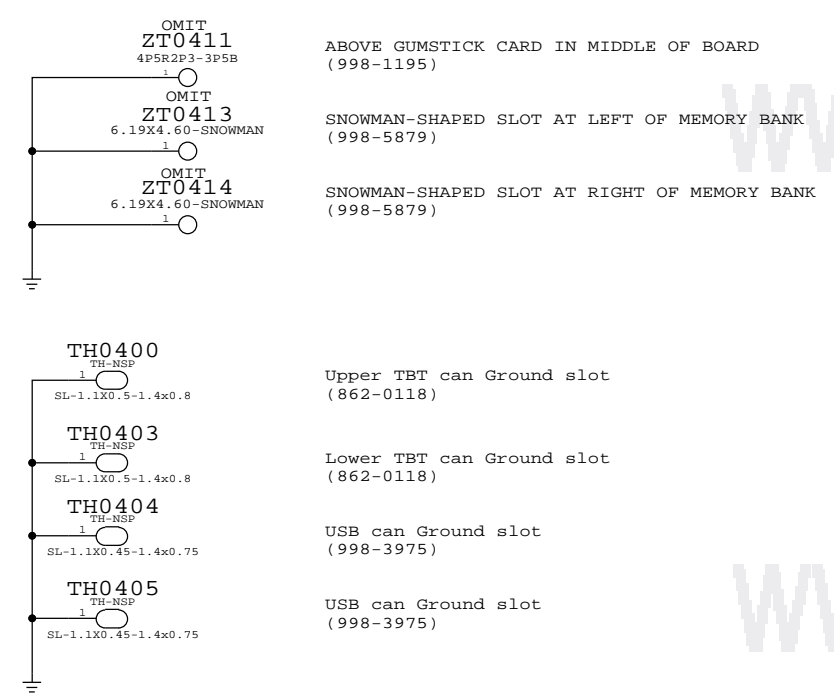 OMIT
ZT0411
4P5R2P3-3P5B
1
ABOVE GUMSTICK CARD IN MIDDLE OF BOARD
(998-1195)
OMIT
ZT0413
6.19X4.60-SNOWMAN
1
SNOWMAN-SHAPED SLOT AT LEFT OF MEMORY BANK
(998-5879)
OMIT
ZT0414
6.19X4.60-SNOWMAN
1
SNOWMAN-SHAPED SLOT AT RIGHT OF MEMORY BANK
(998-5879)
TH0400
TH-NSP
1
SL-1.1X0.5-1.4x0.8
Upper TBT can Ground slot
(862-0118)
TH0403
TH-NSP
1
SL-1.1X0.5-1.4x0.8
Lower TBT can Ground slot
(862-0118)
TH0404
TH-NSP
1
SL-1.1X0.45-1.4x0.75
USB can Ground slot
(998-3975)
TH0405
TH-NSP
1
SL-1.1X0.45-1.4x0.75
USB can Ground slot
(998-3975)